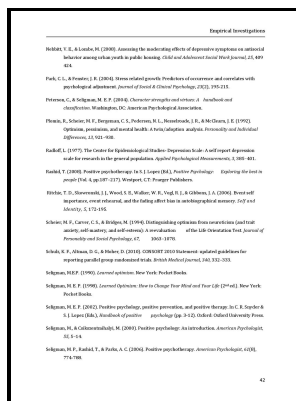 Empirical Investigations
Nebbitt, V. E., & Lombe, M. (2008). Assessing the moderating effects of depressive symptoms on antisocial
behavior among urban youth in public housing. Child and Adolescent Social Work Journal, 25, 409
424.
Park, C. L., & Fenster, J. R. (2004). Stress related growth: Predictors of occurrence and correlates with
psychological adjustment. Journal of Social & Clinical Psychology, 23(2), 195-215.
Peterson, C., & Seligman, M. E. P. (2004). Character strengths and virtues: A handbook and
classification. Washington, DC: American Psychological Association.
Plomin, R., Scheier, M. F., Bergeman, C. S., Pedersen, N. L., Nesselroade, J. R., & McClearn, J. E. (1992).
Optimism, pessimism, and mental health: A twin/adoption analysis. Personality and Individual
Differences, 13, 921-930.
Radloff, L. (1977). The Center for Epidemiological Studies - Depression Scale: A self report depression
scale for research in the general population. Applied Psychological Measurements, 3, 385-401.
Rashid, T. (2008). Positive psychotherapy. In S. J. Lopez (Ed.), Positive Psychology: Exploring the best in
people (Vol. 4, pp.187-217). Westport, CT: Praeger Publishers.
Ritchie, T. D., Skowronski, J. J., Wood, S. E., Walker, W. R., Vogl, R. J., & Gibbons, J. A. (2006). Event self
importance, event rehearsal, and the fading affect bias in autobiographical memory. Self and
Identity, 5, 172-195.
Scheier, M. F., Carver, C. S., & Bridges, M. (1994). Distinguishing optimism from neuroticism (and trait
anxiety, self-mastery, and self-esteem): A reevaluation of the Life Orientation Test. Journal of
Personality and Social Psychology, 67, 1063-1078.
Schulz, K. F., Altman, D. G., & Moher, D. (2010). CONSORT 2010 Statement: updated guidelines for
reporting parallel group randomised trials. British Medical Journal, 340, 332-333.
Seligman, M.E.P. (1990). Learned optimism. New York: Pocket Books.
Seligman, M. E. P. (1998). Learned Optimism: How to Change Your Mind and Your Life (2nd ed.). New York:
Pocket Books.
Seligman, M. E. P. (2002). Positive psychology, positive prevention, and positive therapy. In C. R. Snyder &
S. J. Lopez (Eds.), Handbook of positive psychology (pp. 3-12). Oxford: Oxford University Press.
Seligman, M., & Csikszentmihalyi, M. (2000). Positive psychology: An introduction. American Psychologist,
55, 5-14.
Seligman, M. P., Rashid, T., & Parks, A. C. (2006). Positive psychotherapy. American Psychologist, 61(8),
774-788.
42